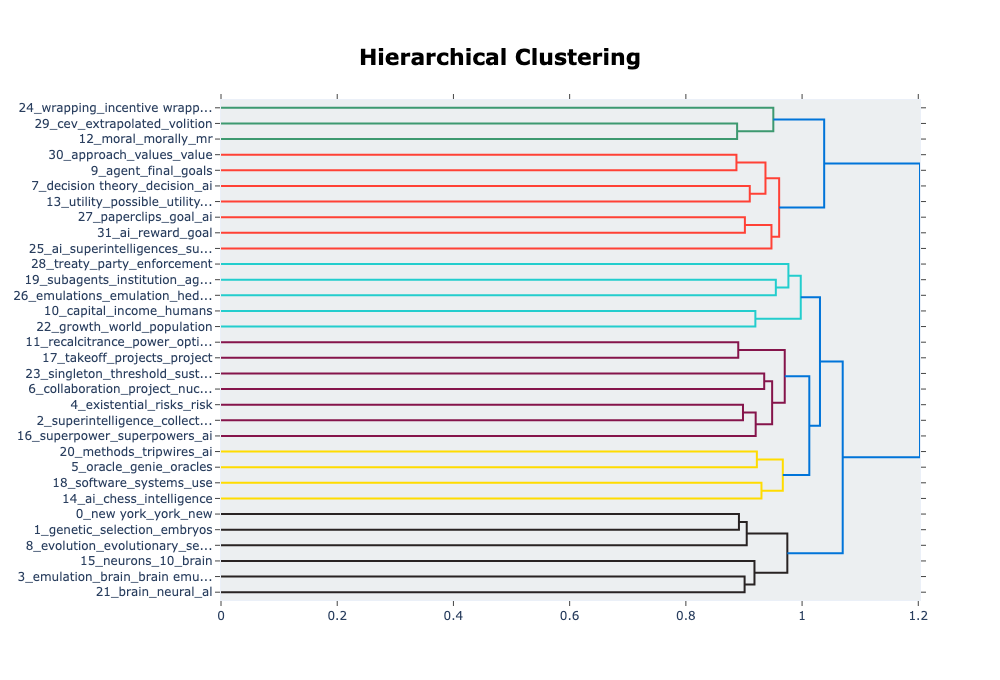 Hierarchical Clustering
24_wrapping_incentive wrapp...
29_cev_extrapolated_volition
12_moral_morally_mr
30_approach_values_value
9_agent_final_goals
7_decision theory_decision_ai
13_utility_possible_utility...
27_paperclips_goal_ai
31_ai_reward_goal
25_ai_superintelligences_su...
28_treaty_party_enforcement
19_subagents_institution_ag...
26_emulations_emulation_hed...
10_capital_income_humans
22_growth_world_population
11_recalcitrance_power_opti...
17_takeoff_projects_project
23_singleton_threshold_sust...
6_collaboration_project_nuc...
4_existential_risks_risk
2_superintelligence_collect...
16_superpower_superpowers_ai
20_methods_tripwires_ai
5_oracle_genie_oracles
18_software_systems_use
14_ai_chess_intelligence
0_new york_york_new
1_genetic_selection_embryos
8_evolution_evolutionary_se...
15_neurons_10_brain
3_emulation_brain_brain emu...
21_brain_neural_al
0 0.2 0.4 0.6 0.8 1 1.2